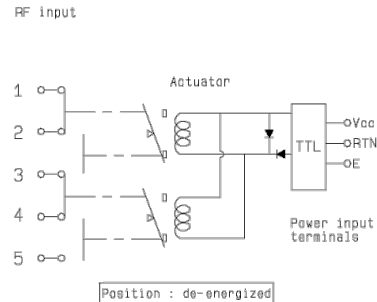 RF input
Actuator
1
2
3
4
5
TTL
Vcc
RTN
E
Power input
terminals
Position : de-energized